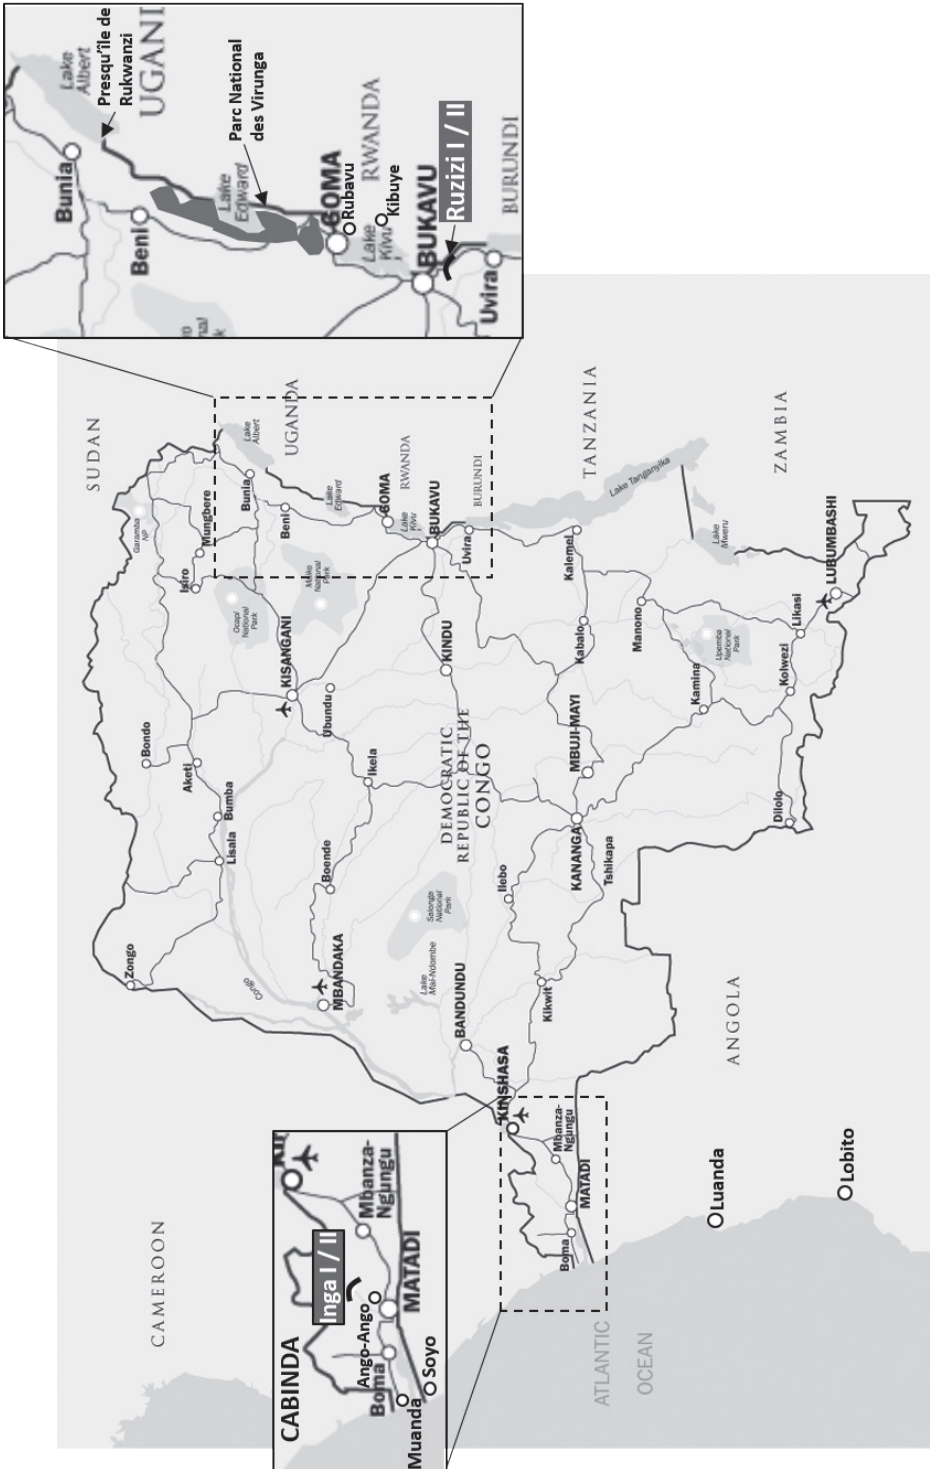 Lake
Albert
Presqu'île de
Rukwanzi
Bunia
Beni
Lake
Edward
Parc National
des Virunga
GOMA
Rubavu
RWANDA
Kibuye
Lake
Kivu
BUKAVU
Ruzizi I / II
BURUNDI
Uvira
SUDAN
Garamba
NP
Mungbere
Isiro
Bunia
Lake
Albert
UGANDA
Beni
Lake
Edward
GOMA
RWANDA
Lake
Kivu
BUKAVU
BURUNDI
Uvira
TANZANIA
Lake Tanganyika
ZAMBIA
Lake
Mweru
Ocapi
National
Park
Maiko
National
Park
KISANGANI
Ubundu
KINDU
Kalemel
Kabalo
Manono
Upemba
National
Park
Kamina
LUBUMBASHI
Likasi
Kolwezi
Dilolo
Bondo
Aketi
Bumba
Lisala
Ikela
Boende
DEMOCRATIC
REPUBLIC OF THE
CONGO
MBUJI-MAYI
KANANGA
Tshikapa
Ilebo
Salonga
National
Park
Lake
Mai-Ndombe
Zongo
Congo
MBANDAKA
BANDUNDU
Kikwit
KINSHASA
Mbanza-
Ngungu
MATADI
Boma
ANGOLA
Luanda
Lobito
CAMEROON
ATLANTIC
OCEAN
CABINDA
Inga I / II
Mbanza-
Ngungu
Ango-Ango
MATADI
Boma
Muanda
Soyo